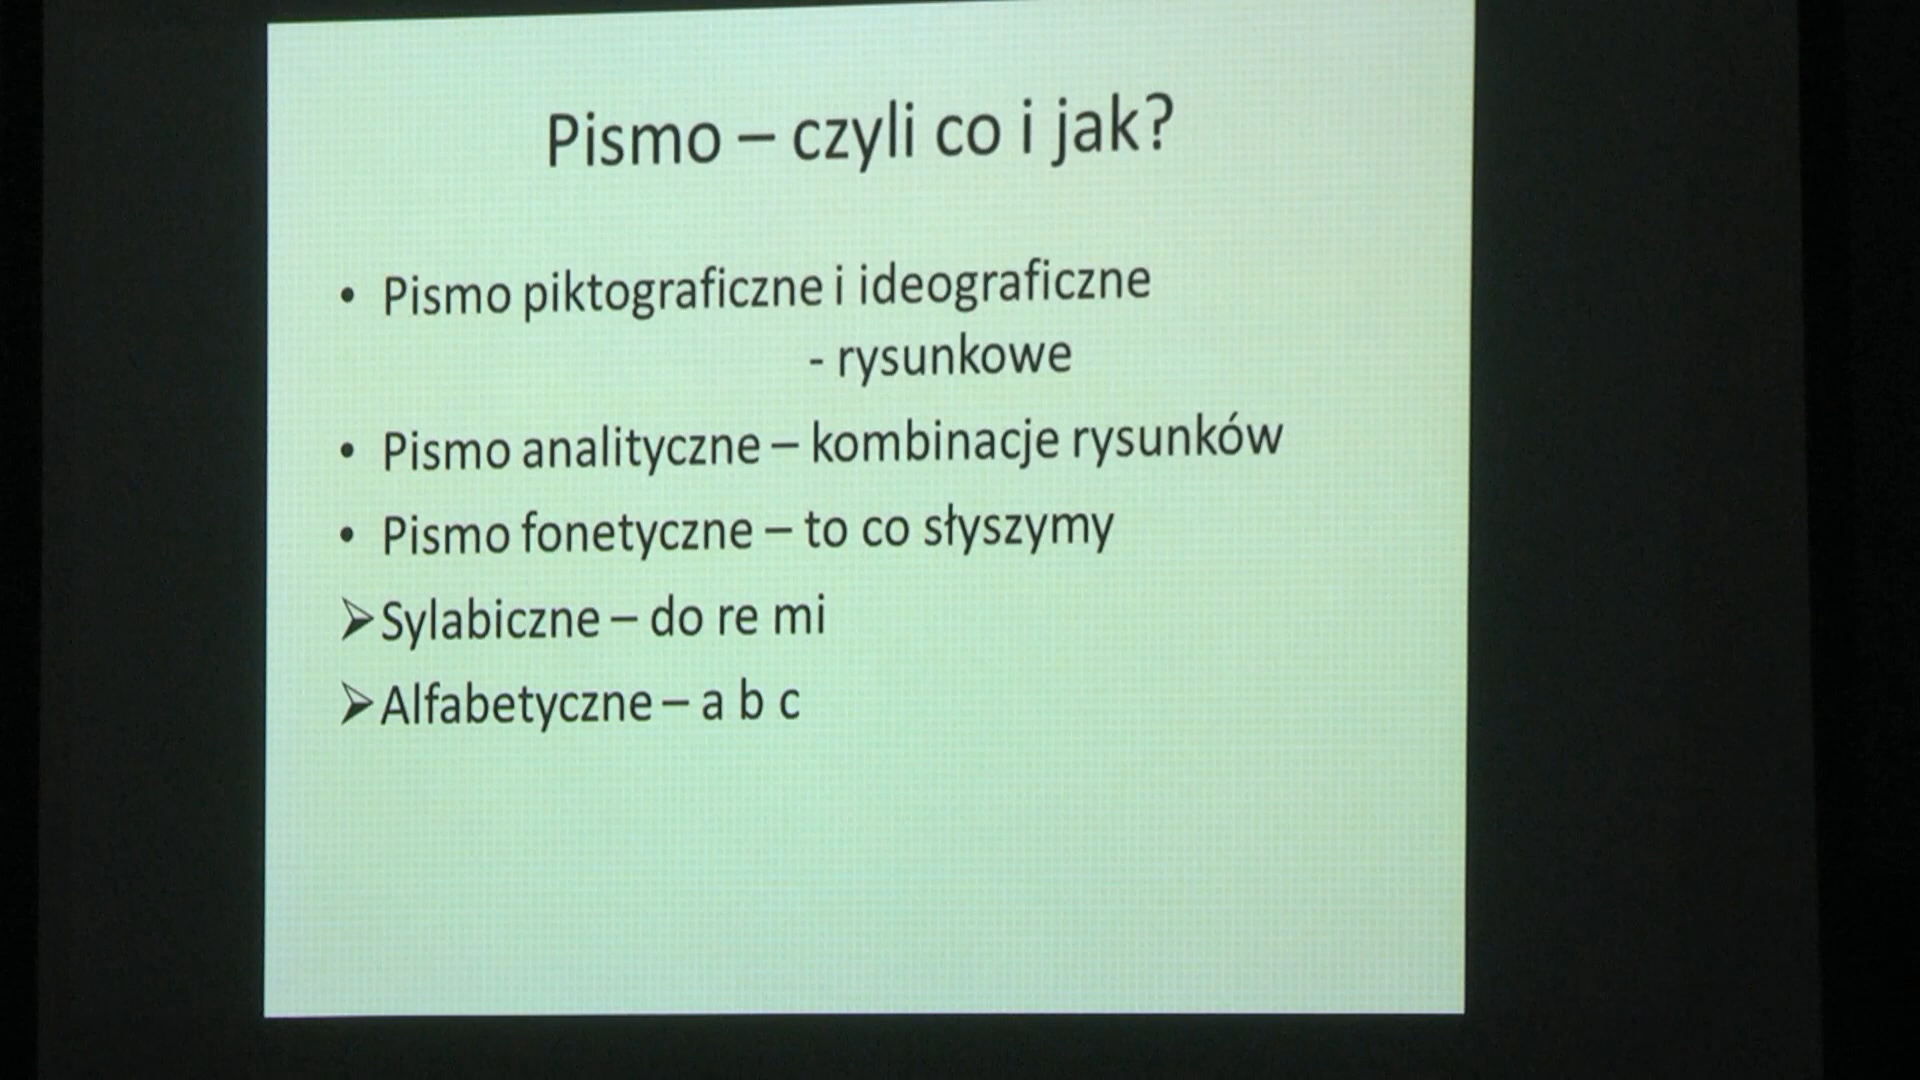 Pismo – czyli co i jak?
• Pismo piktograficzne i ideograficzne
- rysunkowe
• Pismo analityczne – kombinacje rysunków
• Pismo fonetyczne – to co słyszymy
➢ Sylabiczne – do re mi
➢ Alfabetyczne – a b c